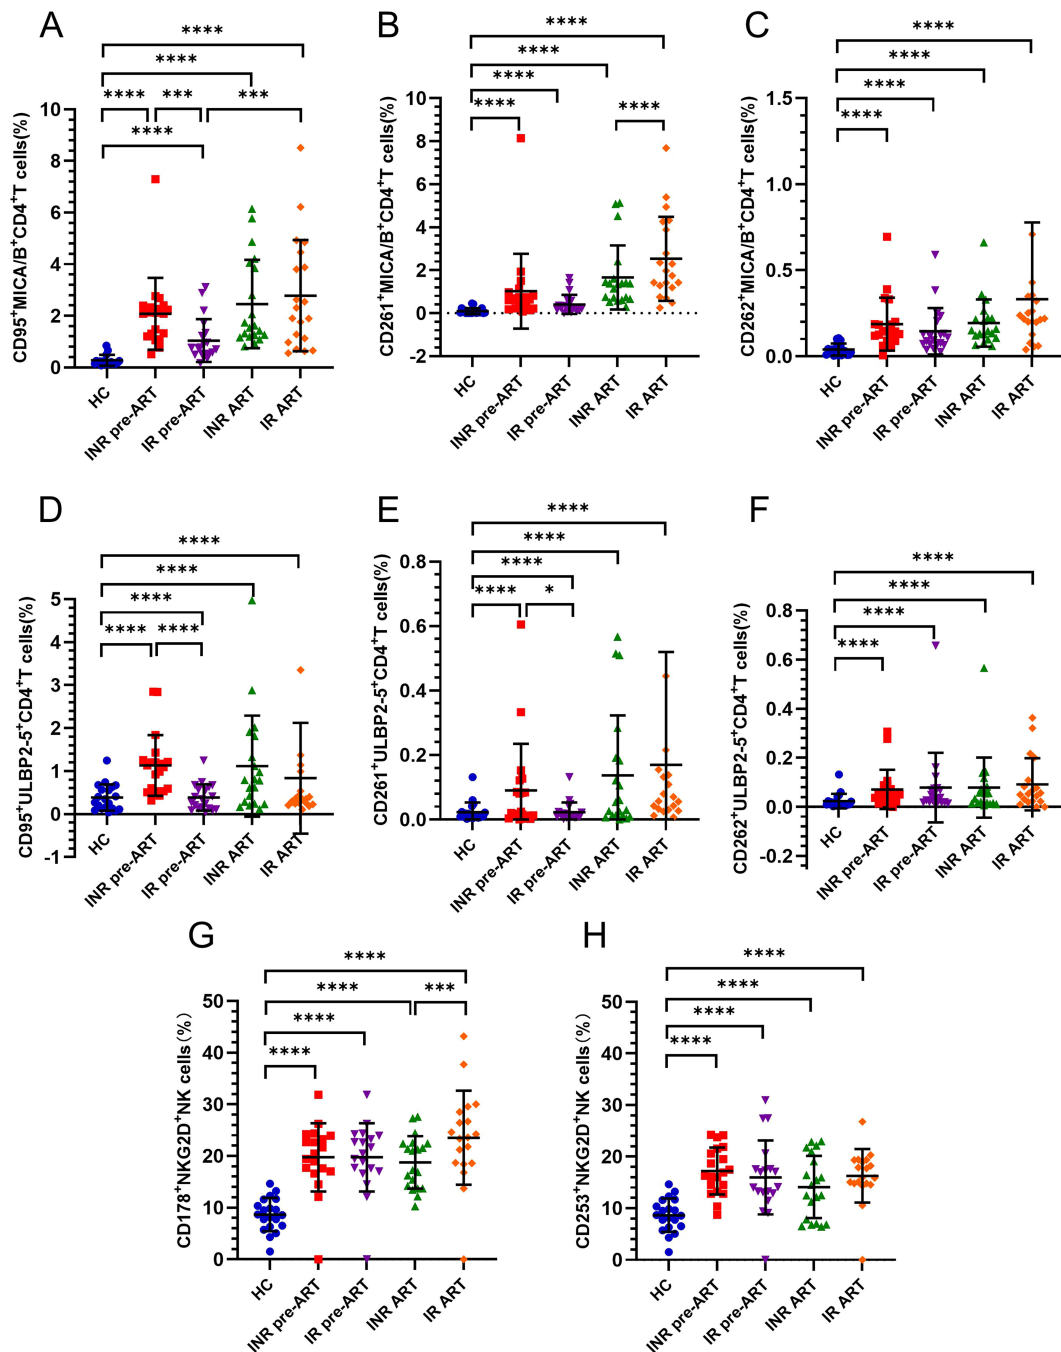 A
****
****
**** *** ***
****
CD95⁺MICA/B⁺CD4⁺T cells(%)
10
8
6
4
2
0
HC
INR pre-ART
IR pre-ART
INR ART
IR ART
B
****
****
****
**** ****
CD261⁺MICA/B⁺CD4⁺T cells(%)
10
8
6
4
2
0
-2
HC
INR pre-ART
IR pre-ART
INR ART
IR ART
C
****
****
****
****
CD262⁺MICA/B⁺CD4⁺T cells(%)
1.5
1.0
0.5
0.0
HC
INR pre-ART
IR pre-ART
INR ART
IR ART
D
****
****
****
**** ****
CD95⁺ULBP2-5⁺CD4⁺T cells(%)
5
4
3
2
1
0
-1
HC
INR pre-ART
IR pre-ART
INR ART
IR ART
E
****
****
****
**** *
CD261⁺ULBP2-5⁺CD4⁺T cells(%)
0.8
0.6
0.4
0.2
0.0
HC
INR pre-ART
IR pre-ART
INR ART
IR ART
F
****
****
****
****
CD262⁺ULBP2-5⁺CD4⁺T cells(%)
0.8
0.6
0.4
0.2
0.0
-0.2
HC
INR pre-ART
IR pre-ART
INR ART
IR ART
G
****
**** ***
****
****
CD178⁺NKG2D⁺NK cells(%)
50
40
30
20
10
0
HC
INR pre-ART
IR pre-ART
INR ART
IR ART
H
****
****
****
****
CD253⁺NKG2D⁺NK cells(%)
50
40
30
20
10
0
HC
INR pre-ART
IR pre-ART
INR ART
IR ART